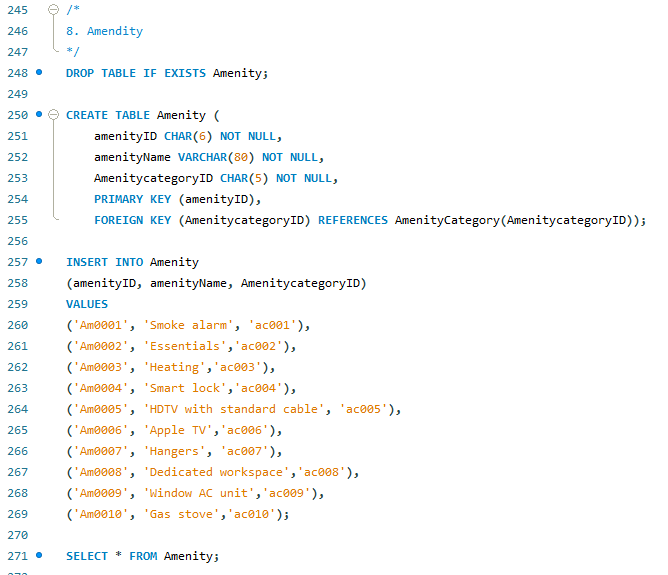 245 /*
246 8. Amendity
247 */
248 DROP TABLE IF EXISTS Amenity;
249
250 CREATE TABLE Amenity (
251 amenityID CHAR(6) NOT NULL,
252 amenityName VARCHAR(80) NOT NULL,
253 AmenitycategoryID CHAR(5) NOT NULL,
254 PRIMARY KEY (amenityID),
255 FOREIGN KEY (AmenitycategoryID) REFERENCES AmenityCategory(AmenitycategoryID));
256
257 INSERT INTO Amenity
258 (amenityID, amenityName, AmenitycategoryID)
259 VALUES
260 ('Am0001', 'Smoke alarm', 'ac001'),
261 ('Am0002', 'Essentials','ac002'),
262 ('Am0003', 'Heating','ac003'),
263 ('Am0004', 'Smart lock','ac004'),
264 ('Am0005', 'HDTV with standard cable', 'ac005'),
265 ('Am0006', 'Apple TV','ac006'),
266 ('Am0007', 'Hangers', 'ac007'),
267 ('Am0008', 'Dedicated workspace','ac008'),
268 ('Am0009', 'Window AC unit','ac009'),
269 ('Am0010', 'Gas stove','ac010');
270
271 SELECT * FROM Amenity;